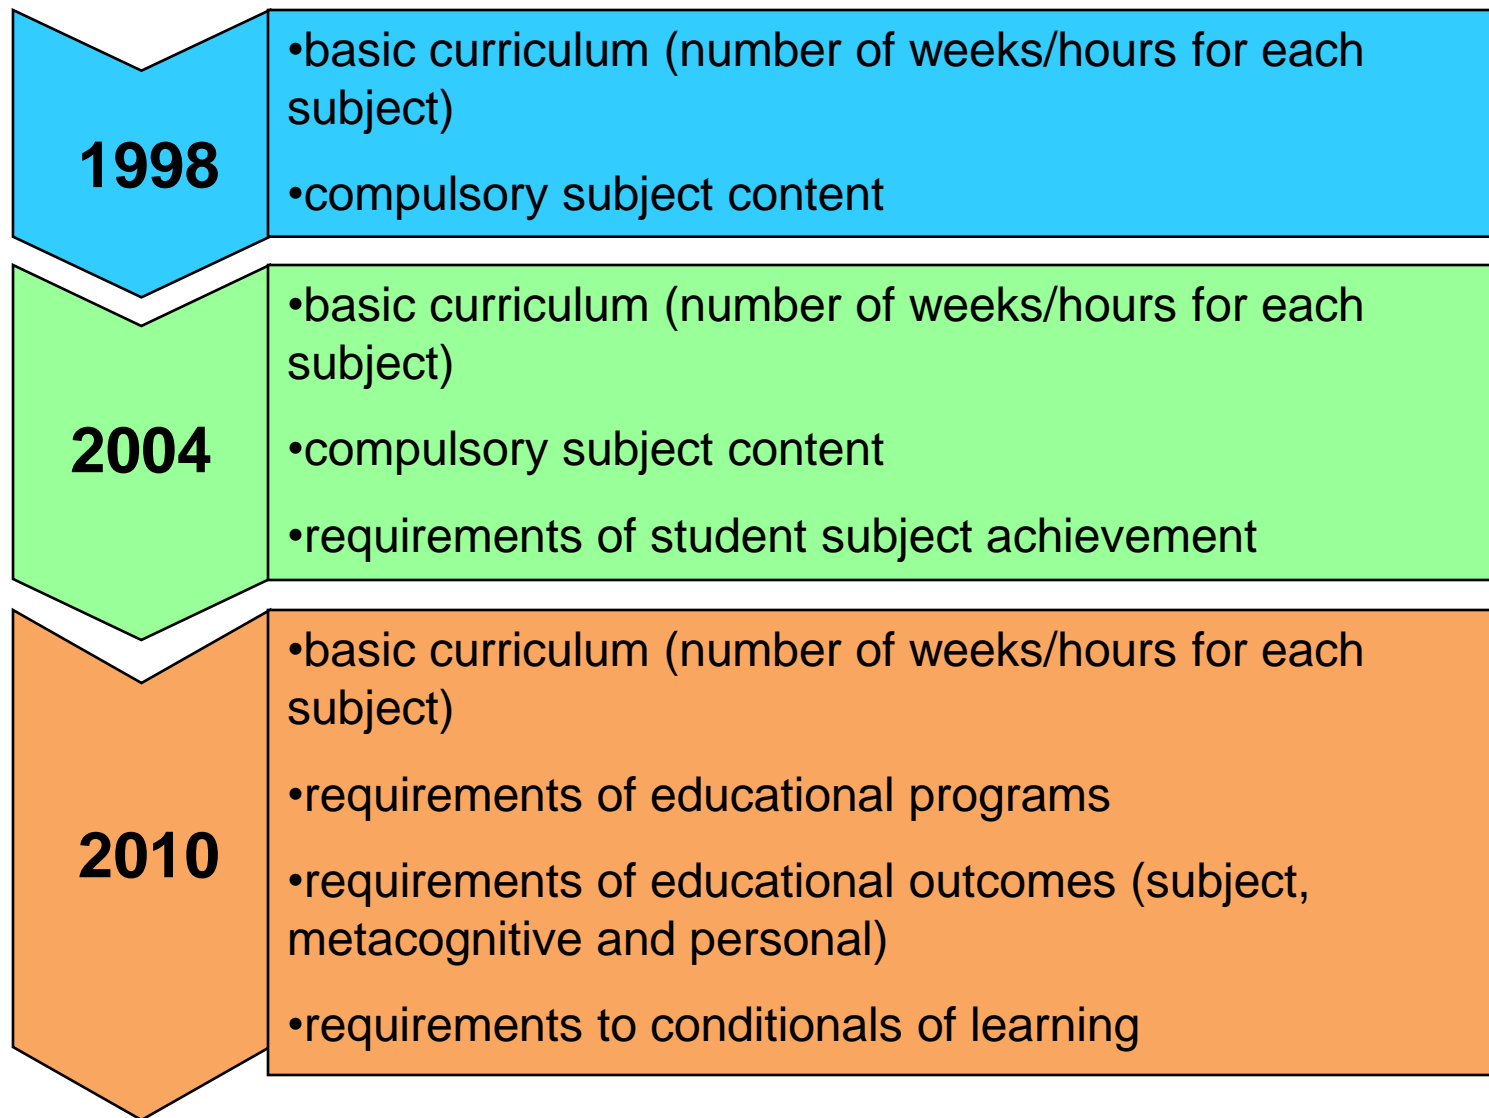 1998
•basic curriculum (number of weeks/hours for each
subject)
•compulsory subject content
2004
•basic curriculum (number of weeks/hours for each
subject)
•compulsory subject content
•requirements of student subject achievement
2010
•basic curriculum (number of weeks/hours for each
subject)
•requirements of educational programs
•requirements of educational outcomes (subject,
metacognitive and personal)
•requirements to conditionals of learning